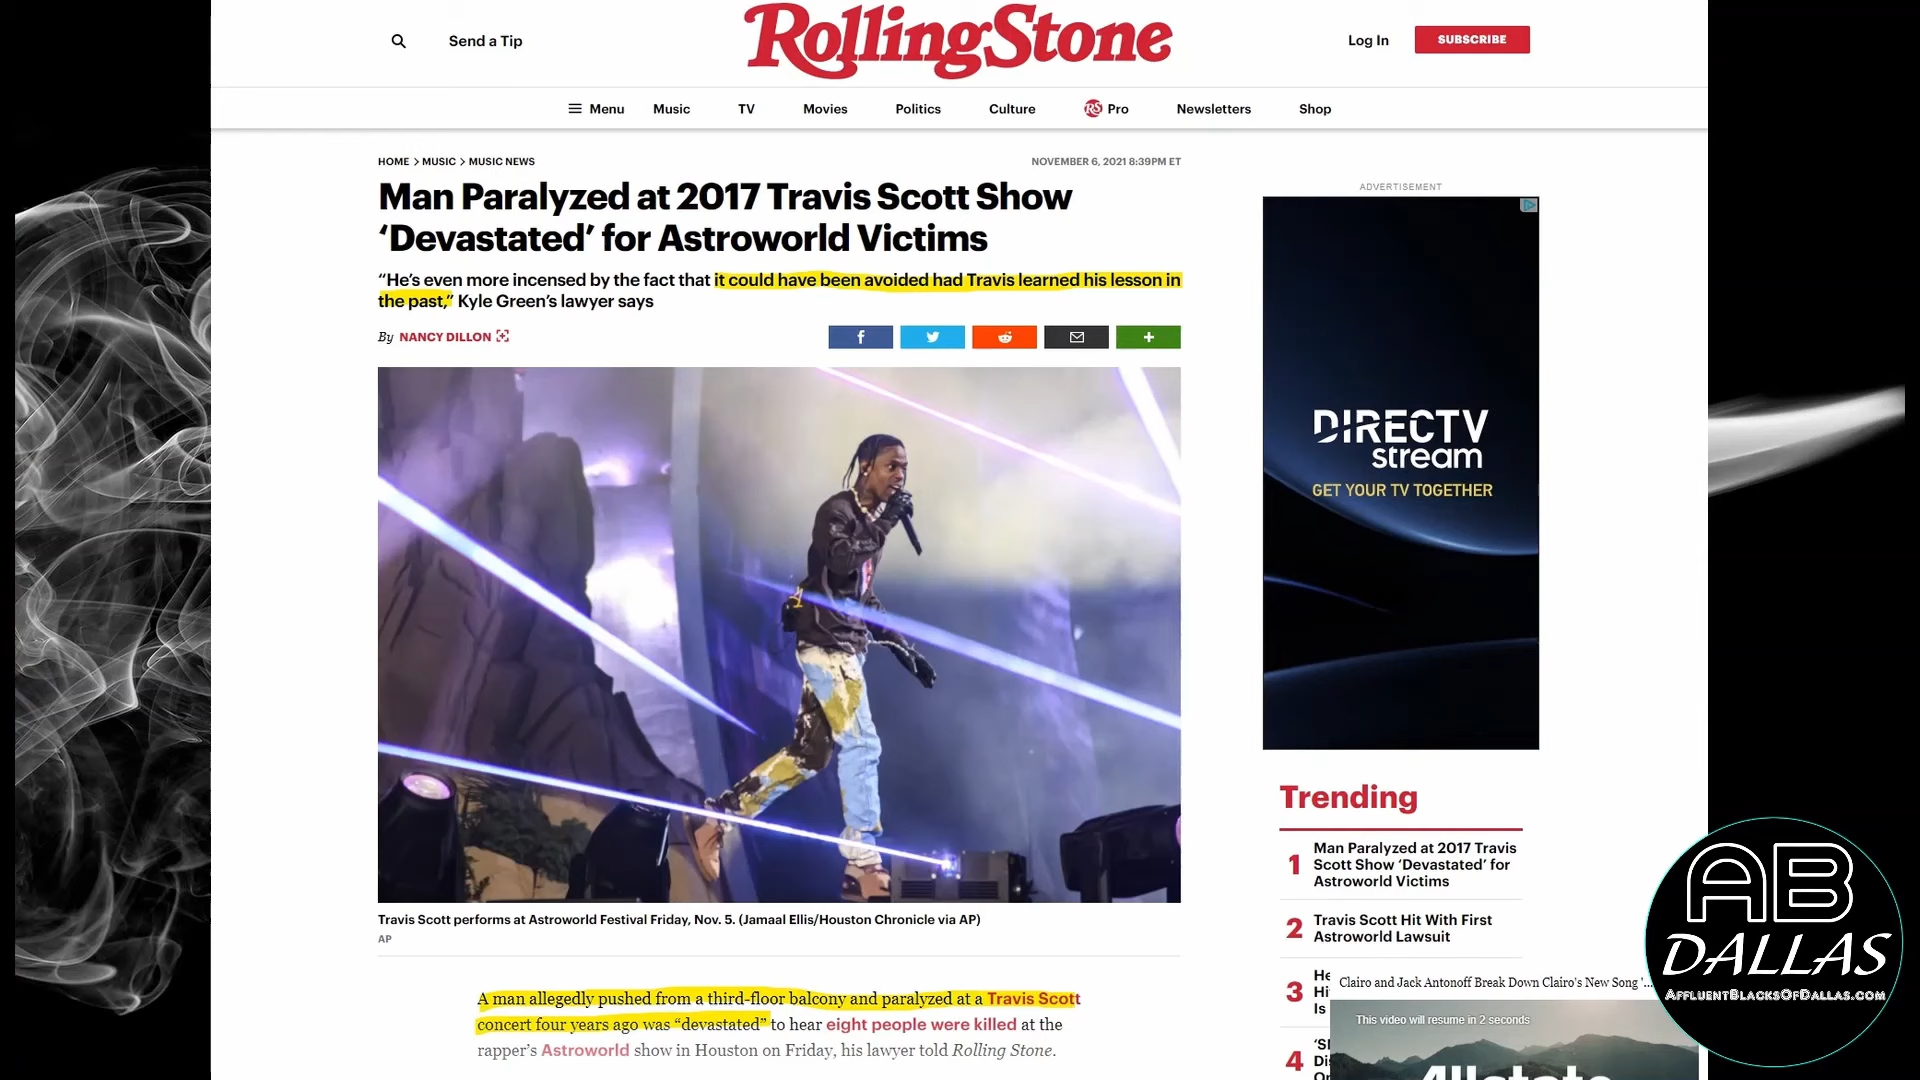 RollingStone
Send a Tip
Log In
SUBSCRIBE
Menu
Music
TV
Movies
Politics
Culture
RS Pro
Newsletters
Shop
HOME > MUSIC > MUSIC NEWS
NOVEMBER 6, 2021 8:39PM ET
Man Paralyzed at 2017 Travis Scott Show
‘Devastated’ for Astroworld Victims
“He’s even more incensed by the fact that it could have been avoided had Travis learned his lesson in
the past,” Kyle Green’s lawyer says
By NANCY DILLON
Travis Scott performs at Astroworld Festival Friday, Nov. 5. (Jamaal Ellis/Houston Chronicle via AP)
AP
A man allegedly pushed from a third-floor balcony and paralyzed at a Travis Scott
concert four years ago was “devastated” to hear eight people were killed at the
rapper’s Astroworld show in Houston on Friday, his lawyer told Rolling Stone.
ADVERTISEMENT
DIRECTV
stream
GET YOUR TV TOGETHER
Trending
1
Man Paralyzed at 2017 Travis
Scott Show ‘Devastated’ for
Astroworld Victims
2
Travis Scott Hit With First
Astroworld Lawsuit
3
Is
4
Clairo and Jack Antonoff Break Down Clairo's New Song '...
This video will resume in 2 seconds
Allstate
AB
DALLAS
AFFLUENTBLACKSOFDALLAS.COM